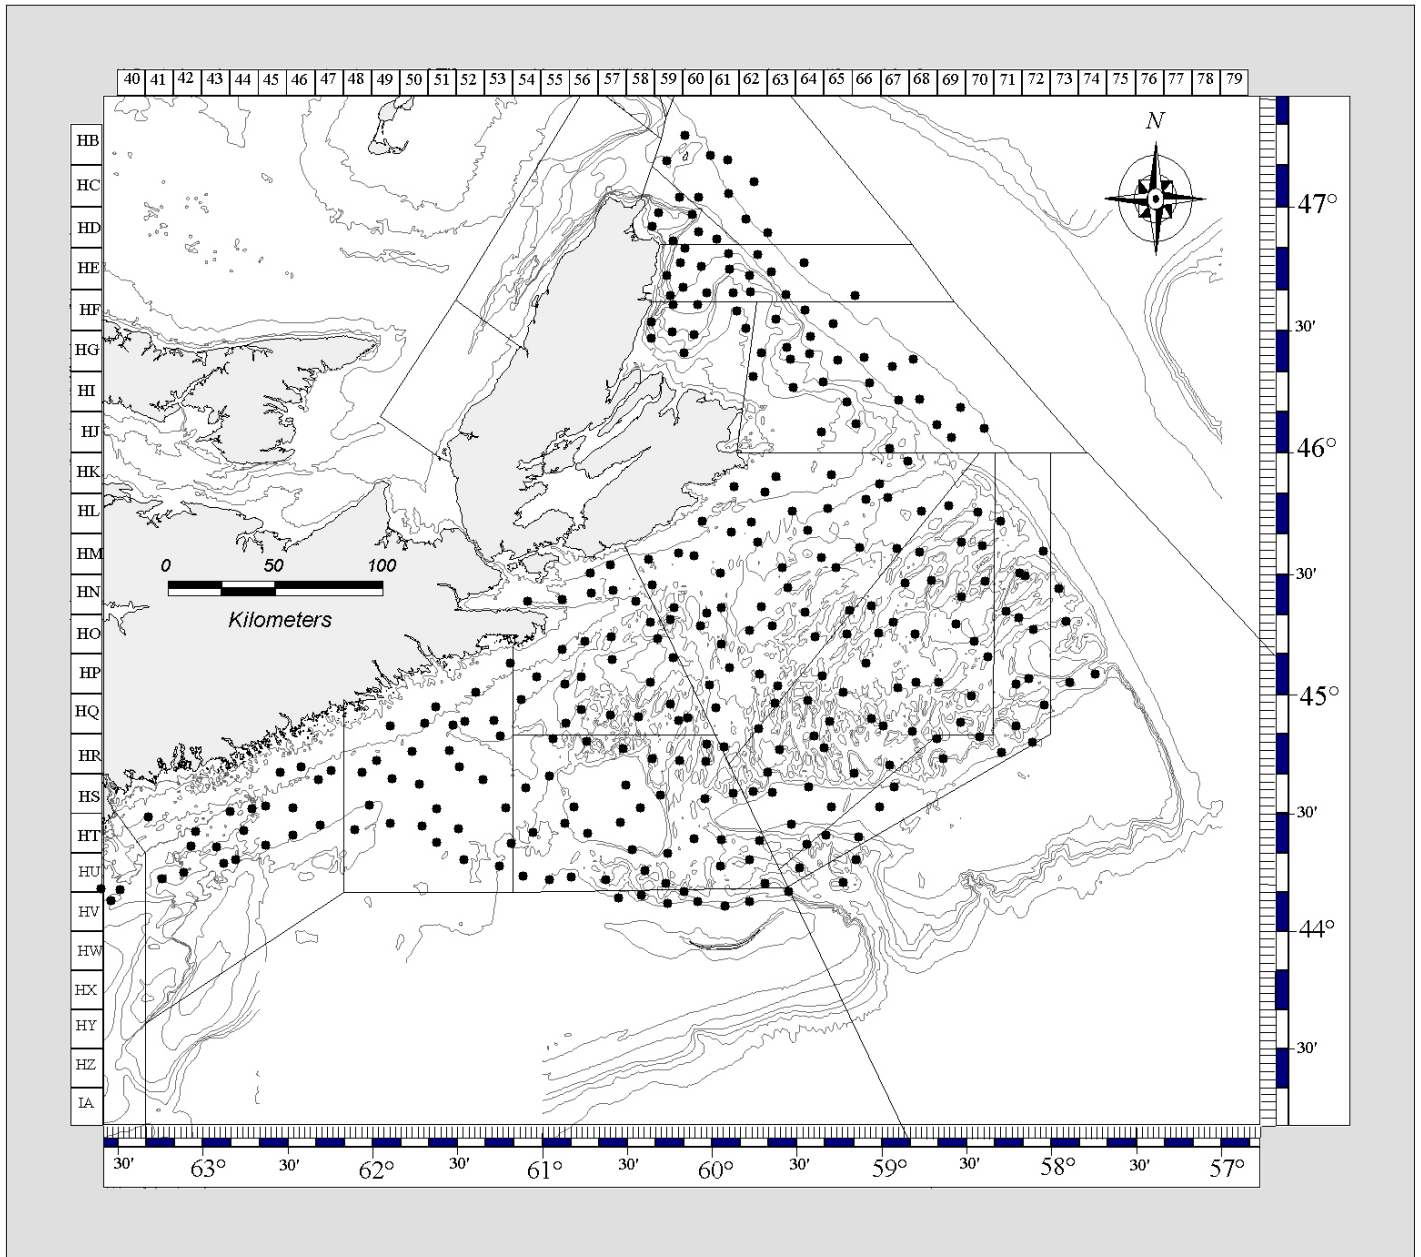 40 41 42 43 44 45 46 47 48 49 50 51 52 53 54 55 56 57 58 59 60 61 62 63 64 65 66 67 68 69 70 71 72 73 74 75 76 77 78 79
N
HB
HC
47°
HD
HE
HF
30'
HG
HI
HJ
46°
HK
HL
HM
0 50 100
30'
HN
Kilometers
HO
HP
45°
HQ
HR
HS
30'
HT
HU
HV
44°
HW
HX
HY
30'
HZ
IA
30' 63° 30' 62° 30' 61° 30' 60° 30' 59° 30' 58° 30' 57°